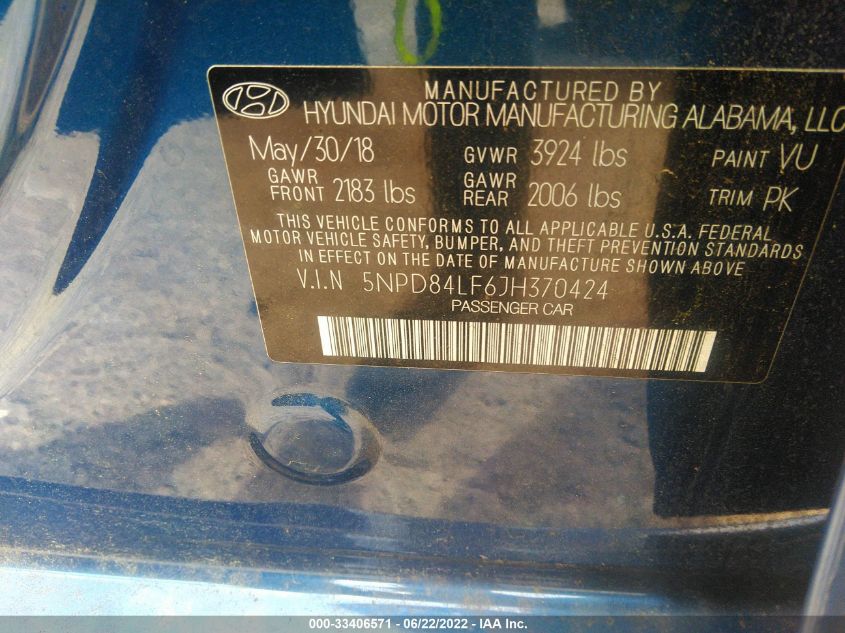 MANUFACTURED BY
HYUNDAI MOTOR MANUFACTURING ALABAMA, LLC
May/30/18 GVWR 3924 lbs PAINT VU
GAWR FRONT 2183 lbs GAWR REAR 2006 lbs TRIM PK
THIS VEHICLE CONFORMS TO ALL APPLICABLE U.S.A. FEDERAL
MOTOR VEHICLE SAFETY, BUMPER, AND THEFT PREVENTION STANDARDS
IN EFFECT ON THE DATE OF MANUFACTURE SHOWN ABOVE
V.I.N 5NPD84LF6JH370424
PASSENGER CAR
000-33406571 - 06/22/2022 - IAA Inc.